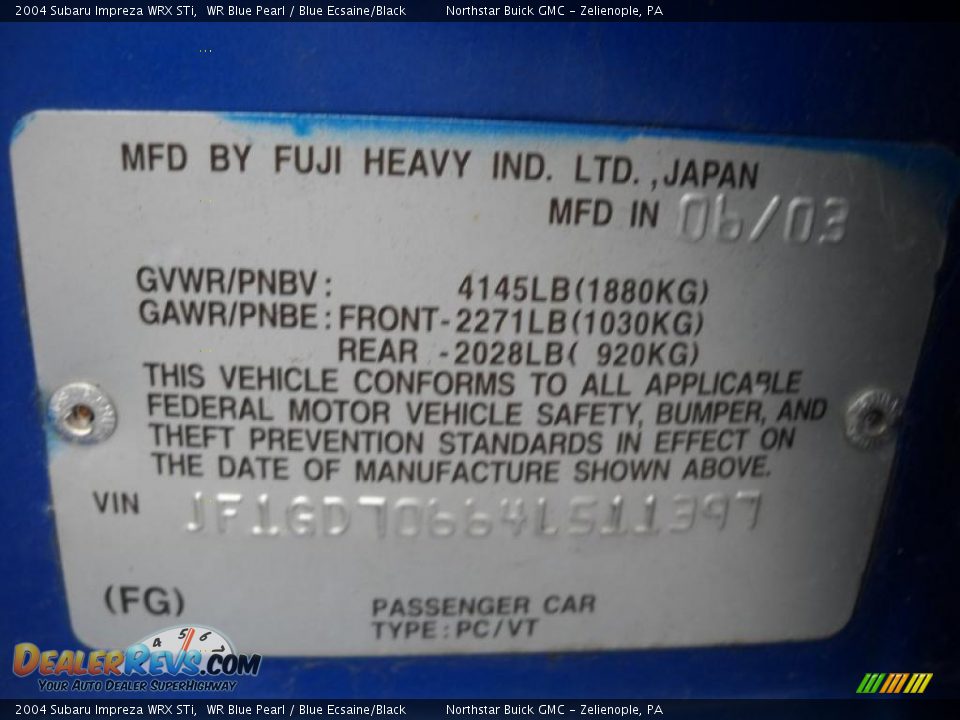 2004 Subaru Impreza WRX STi,  WR Blue Pearl / Blue Ecsaine/Black  Northstar Buick GMC - Zelienople, PA
MFD BY FUJI HEAVY IND. LTD.,JAPAN
MFD IN 06/03
GVWR/PNBV: 4145LB(1880KG)
GAWR/PNBE:FRONT-2271LB(1030KG)
REAR -2028LB( 920KG)
THIS VEHICLE CONFORMS TO ALL APPLICABLE
FEDERAL MOTOR VEHICLE SAFETY, BUMPER, AND
THEFT PREVENTION STANDARDS IN EFFECT ON
THE DATE OF MANUFACTURE SHOWN ABOVE.
VIN JF1GD70664L511397
(FG) PASSENGER CAR
TYPE:PC/VT
4 5 6 7
DEALERREVS.COM
YOUR AUTO DEALER SUPERHIGHWAY
2004 Subaru Impreza WRX STi,  WR Blue Pearl / Blue Ecsaine/Black  Northstar Buick GMC - Zelienople, PA